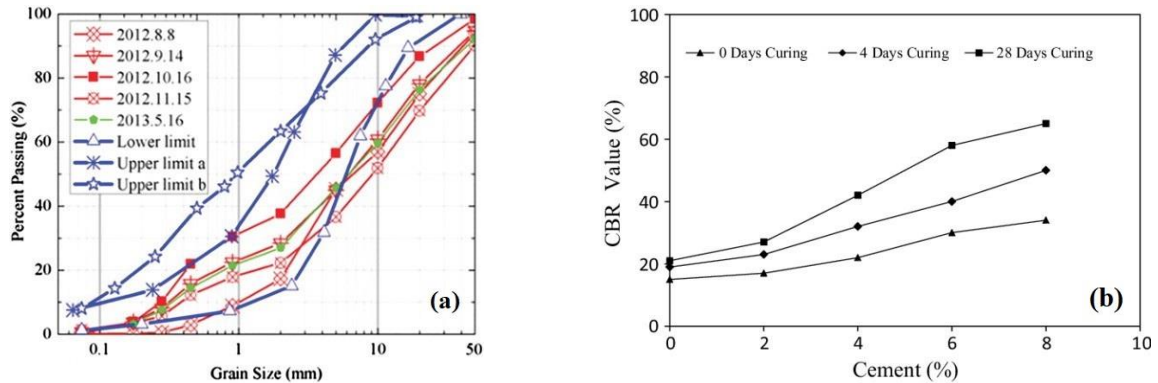 100
80
60
40
20
0
Percent Passing (%)
2012.8.8
2012.9.14
2012.10.16
2012.11.15
2013.5.16
Lower limit
Upper limit a
Upper limit b
(a)
0.1 1 10 50
Grain Size (mm)
100
80
60
40
20
0
CBR Value (%)
0 Days Curing 4 Days Curing 28 Days Curing
(b)
0 2 4 6 8 10
Cement (%)